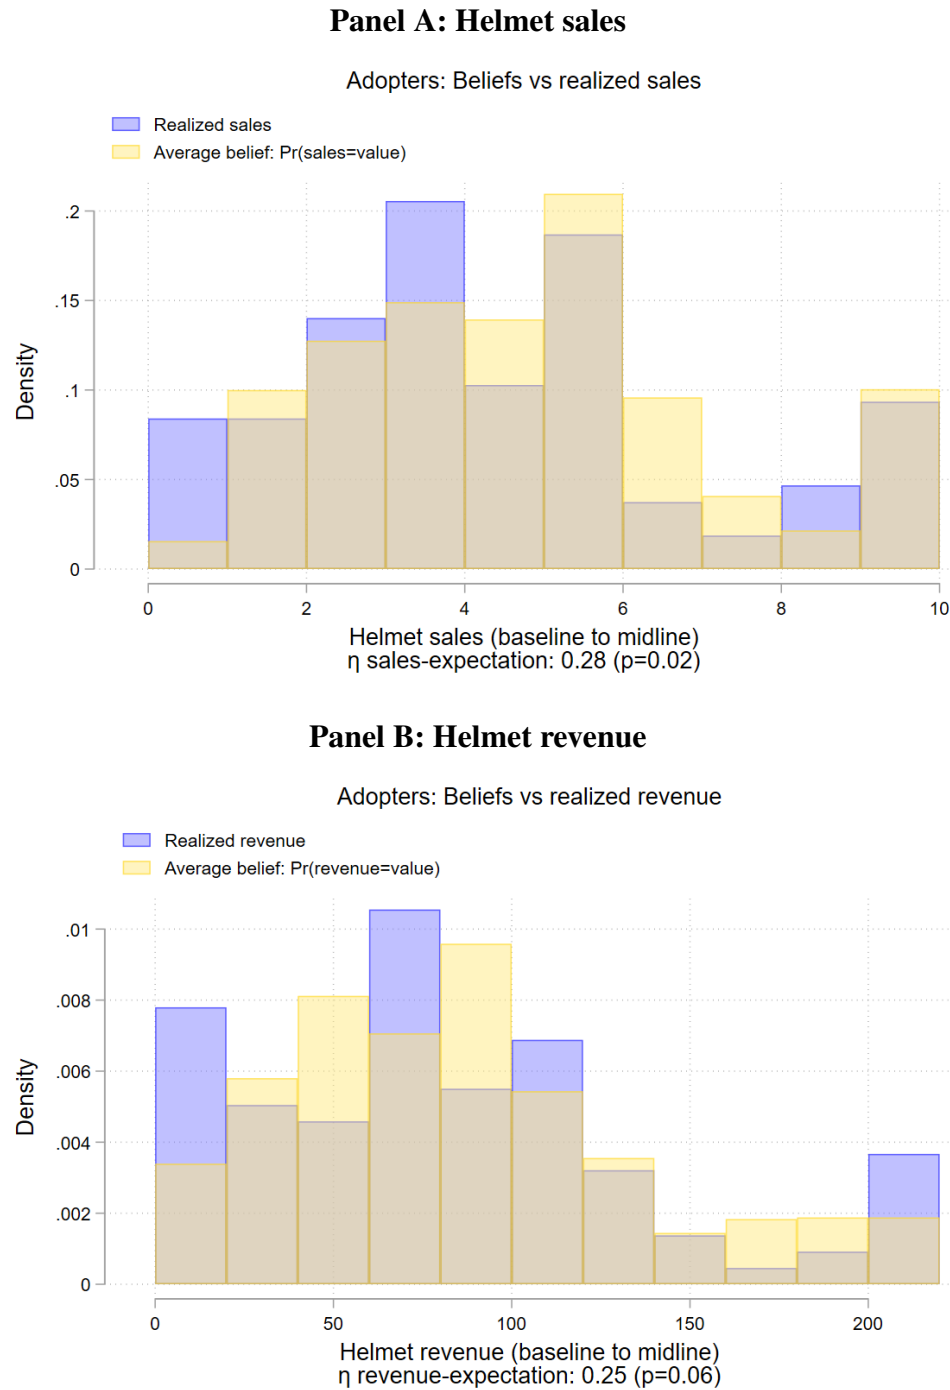 Panel A: Helmet sales
Adopters: Beliefs vs realized sales
Realized sales
Average belief: Pr(sales=value)
.2
.15
.1
.05
0
Density
0 2 4 6 8 10
Helmet sales (baseline to midline)
η sales-expectation: 0.28 (p=0.02)
Panel B: Helmet revenue
Adopters: Beliefs vs realized revenue
Realized revenue
Average belief: Pr(revenue=value)
.01
.008
.006
.004
.002
0
Density
0 50 100 150 200
Helmet revenue (baseline to midline)
η revenue-expectation: 0.25 (p=0.06)